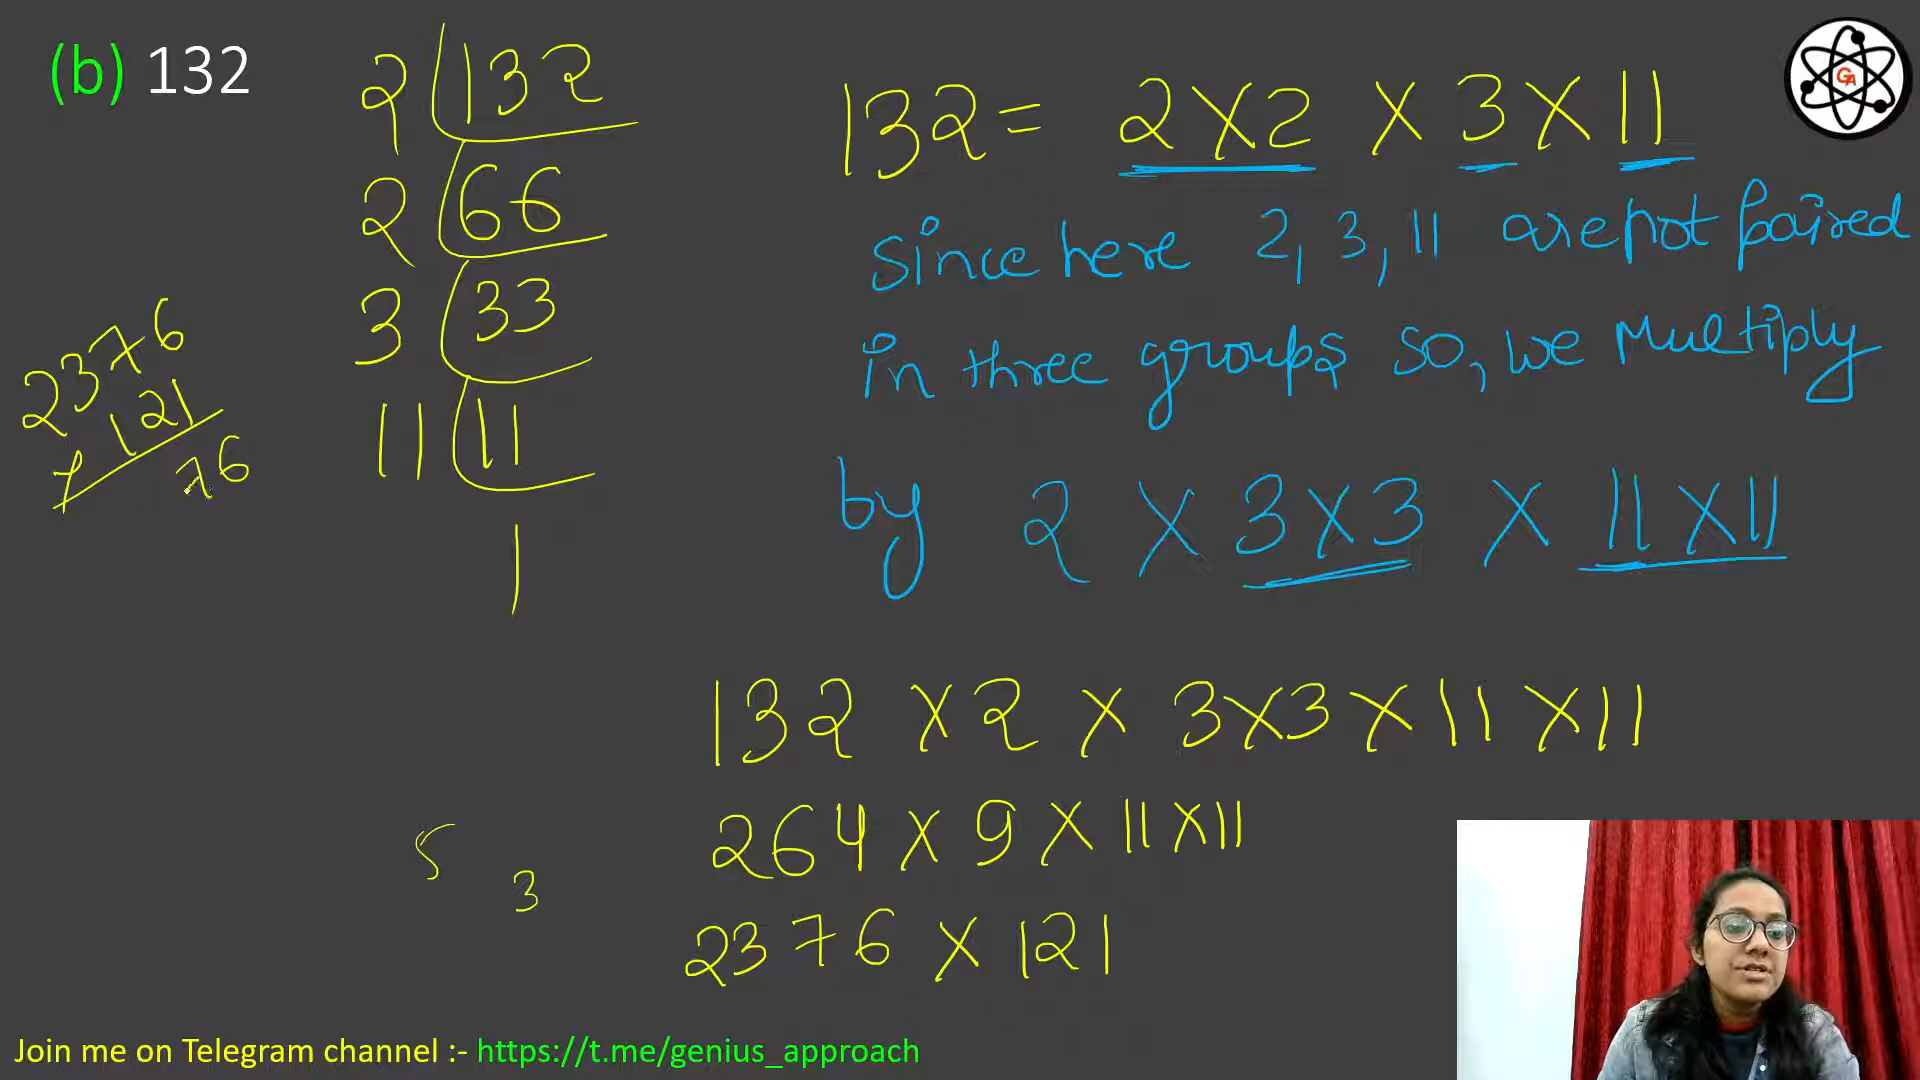 (b) 132
2 132
2 66
3 33
11 11
1
2376
121
76
132 = 2 X 2 X 3 X 11
since here 2, 3, 11 are not paired
in three groups so, we Multiply
by 2 X 3 X 3 X 11 X 11
132 X 2 X 3 X 3 X 11 X 11
264 X 9 X 11 X 11
2376 X 121
5 3
GA
Join me on Telegram channel :- https://t.me/genius_approach